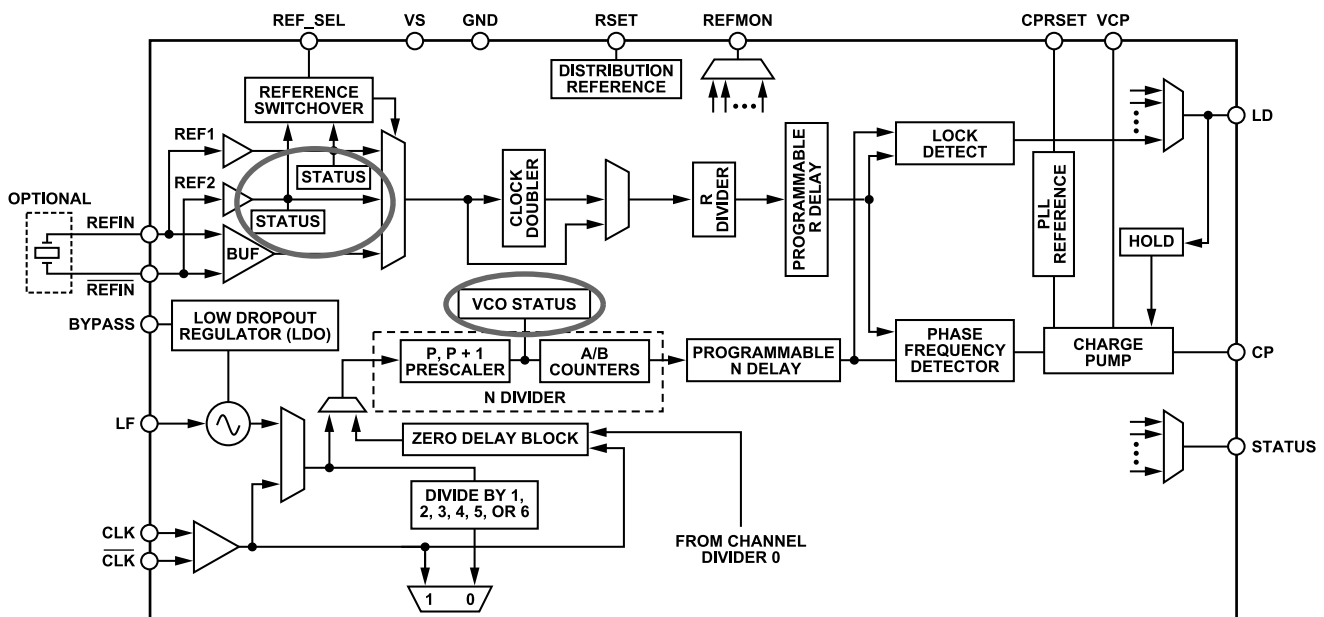 REF_SEL
VS
GND
RSET
REFMON
CPRSET
VCP
DISTRIBUTION
REFERENCE
REFERENCE
SWITCHOVER
REF1
REF2
STATUS
STATUS
BUF
OPTIONAL
REFIN
REFIN
CLOCK
DOUBLER
R
DIVIDER
PROGRAMMABLE
R DELAY
LOCK
DETECT
PLL
REFERENCE
LD
HOLD
BYPASS
LOW DROPOUT
REGULATOR (LDO)
VCO STATUS
P, P + 1
PRESCALER
A/B
COUNTERS
N DIVIDER
PROGRAMMABLE
N DELAY
PHASE
FREQUENCY
DETECTOR
CHARGE
PUMP
CP
LF
ZERO DELAY BLOCK
STATUS
DIVIDE BY 1,
2, 3, 4, 5, OR 6
CLK
CLK
FROM CHANNEL
DIVIDER 0
1 0